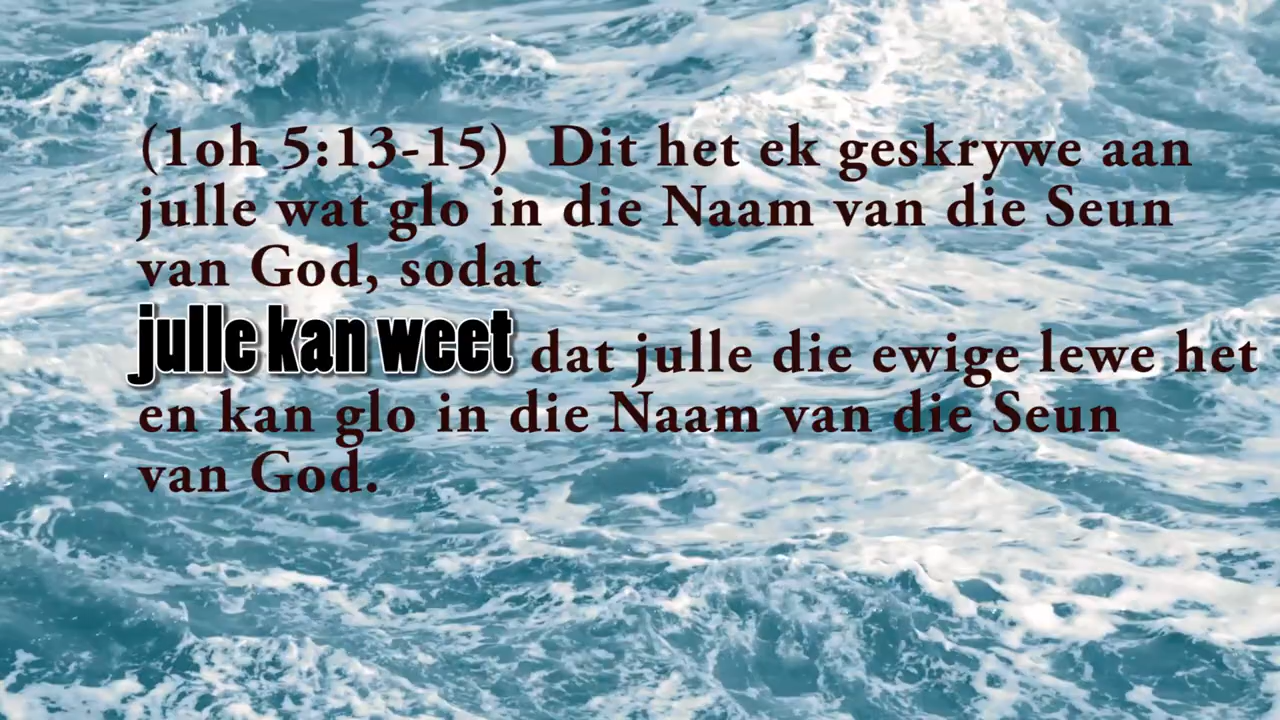 (1oh 5:13-15) Dit het ek geskrywe aan
julle wat glo in die Naam van die Seun
van God, sodat
julle kan weet dat julle die ewige lewe het
en kan glo in die Naam van die Seun
van God.